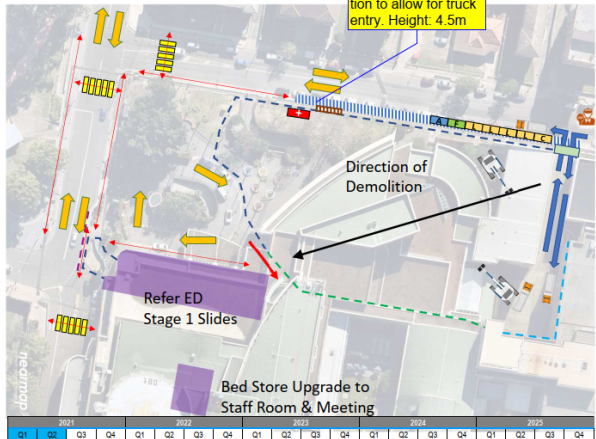 tion to allow for truck
entry. Height: 4.5m
Direction of
Demolition
Refer ED
Stage 1 Slides
Bed Store Upgrade to
Staff Room & Meeting
nearmap
2021 2022 2023 2024 2025
Q1 Q2 Q3 Q4 Q1 Q2 Q3 Q4 Q1 Q2 Q3 Q4 Q1 Q2 Q3 Q4 Q1 Q2 Q3 Q4